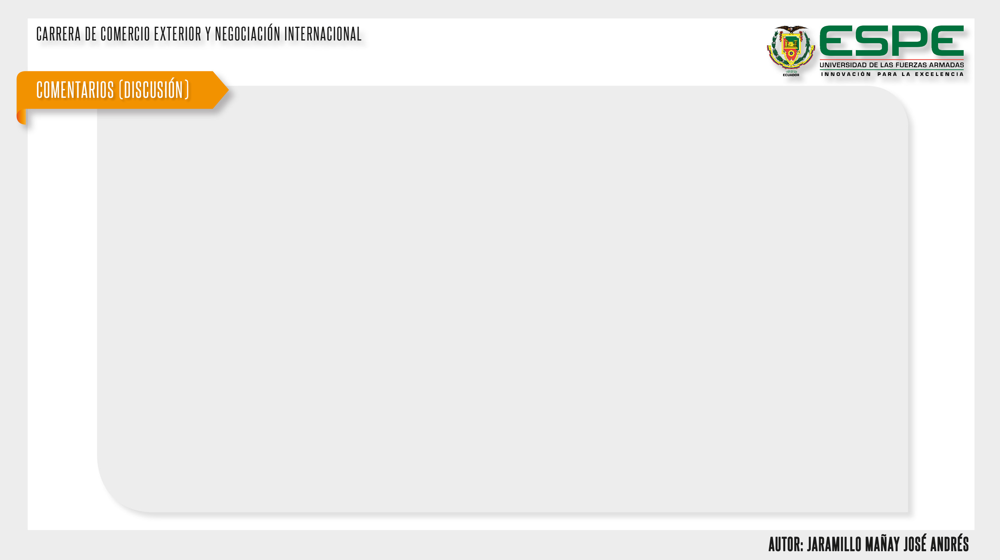 CARRERA DE COMERCIO EXTERIOR Y NEGOCIACIÓN INTERNACIONAL
ESPE
UNIVERSIDAD DE LAS FUERZAS ARMADAS
INNOVACIÓN PARA LA EXCELENCIA
1922
ECUADOR
COMENTARIOS (DISCUSIÓN)
AUTOR: JARAMILLO MAÑAY JOSÉ ANDRÉS